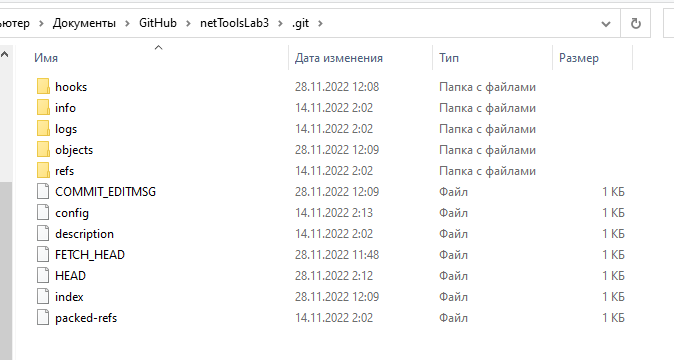 ьютер > Документы > GitHub > netToolsLab3 > .git >
Имя Дата изменения Тип Размер
hooks 28.11.2022 12:08 Папка с файлами
info 14.11.2022 2:02 Папка с файлами
logs 14.11.2022 2:02 Папка с файлами
objects 28.11.2022 12:09 Папка с файлами
refs 14.11.2022 2:02 Папка с файлами
COMMIT_EDITMSG 28.11.2022 12:09 Файл 1 КБ
config 14.11.2022 2:13 Файл 1 КБ
description 14.11.2022 2:02 Файл 1 КБ
FETCH_HEAD 28.11.2022 11:48 Файл 1 КБ
HEAD 28.11.2022 2:12 Файл 1 КБ
index 28.11.2022 12:09 Файл 1 КБ
packed-refs 14.11.2022 2:02 Файл 1 КБ